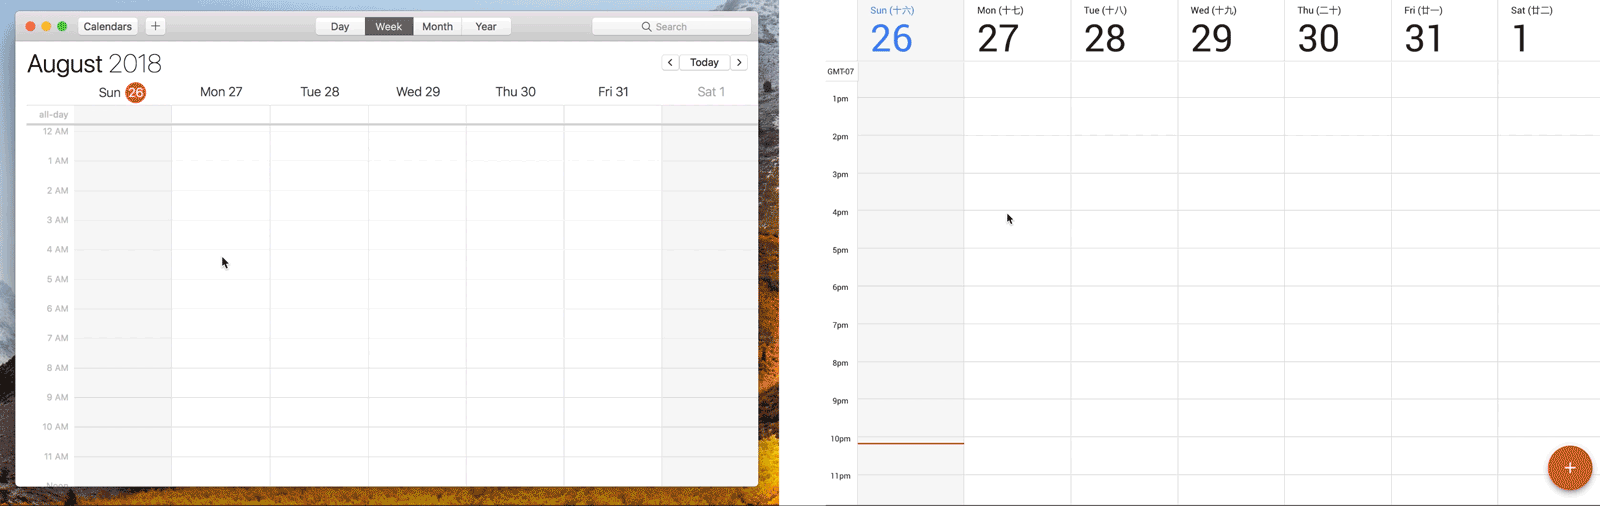 Calendars + Day Week Month Year Search
August 2018 < Today >
Sun 26 Mon 27 Tue 28 Wed 29 Thu 30 Fri 31 Sat 1
all-day
12 AM
1 AM
2 AM
3 AM
4 AM
5 AM
6 AM
7 AM
8 AM
9 AM
10 AM
11 AM
Noon
Sun (十六) Mon (十七) Tue (十八) Wed (十九) Thu (二十) Fri (廿一) Sat (廿二)
26 27 28 29 30 31 1
GMT-07
1pm
2pm
3pm
4pm
5pm
6pm
7pm
8pm
9pm
10pm
11pm
+